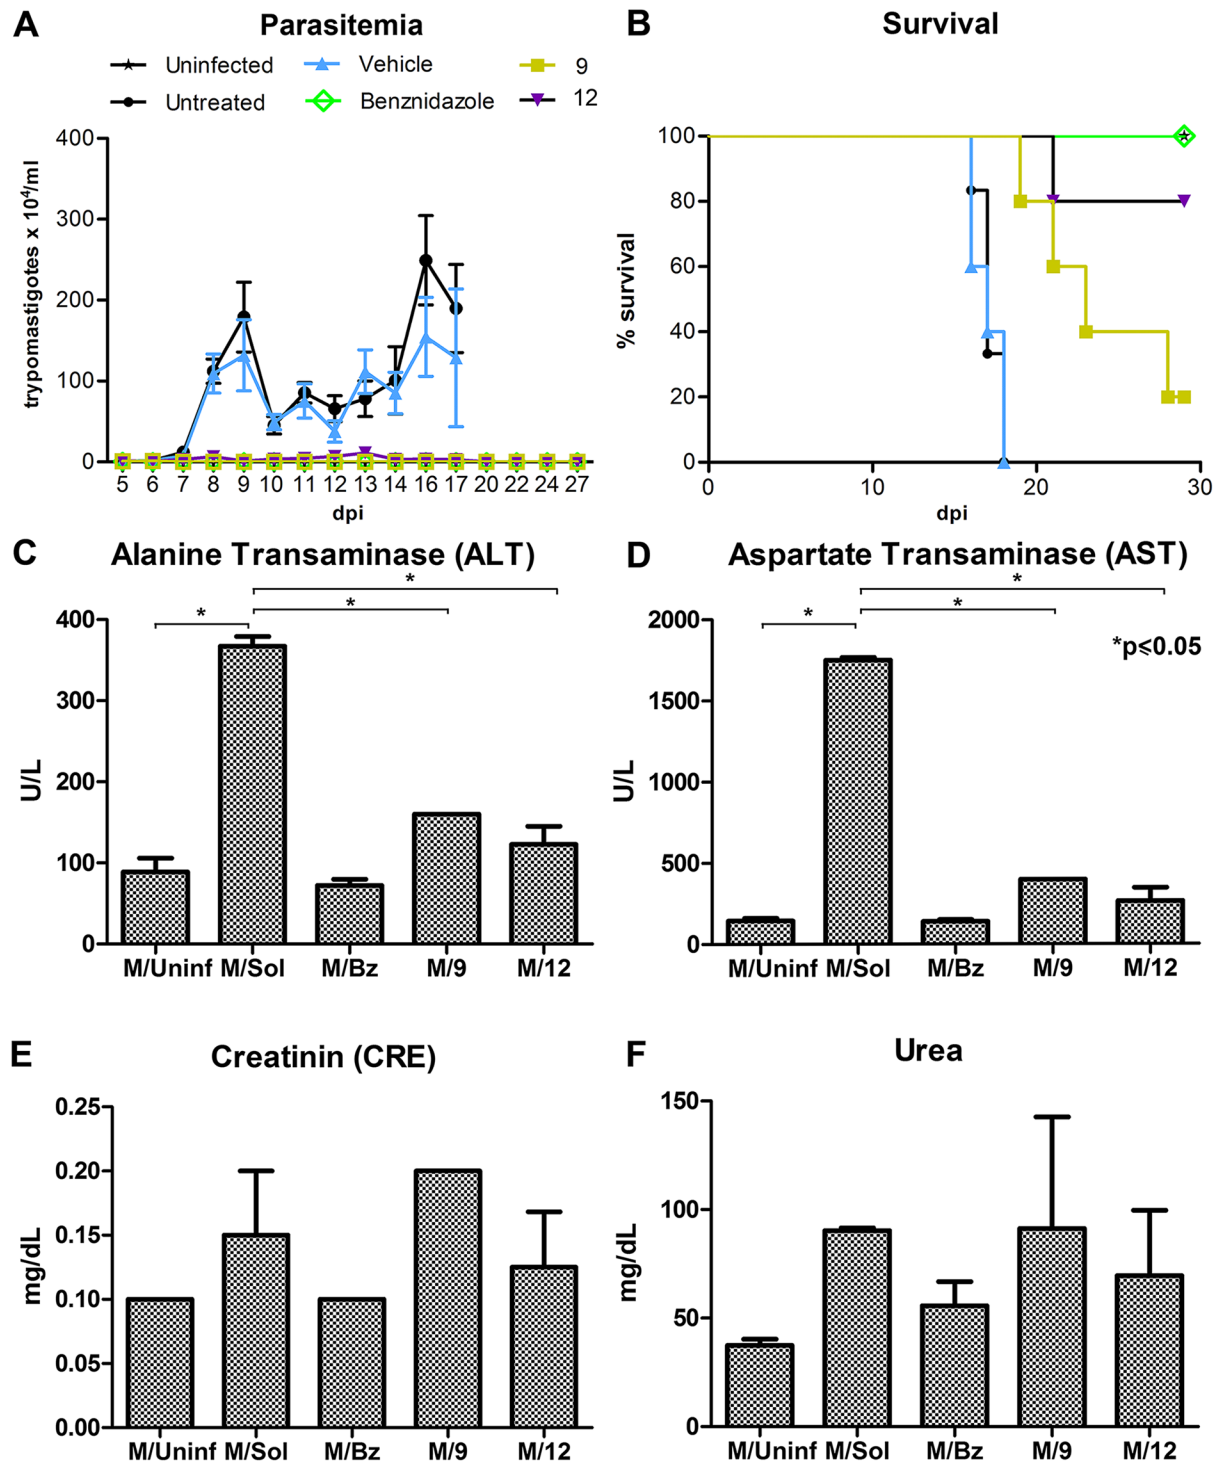 A
Parasitemia
Uninfected
Vehicle
9
Untreated
Benznidazole
12
trypomastigotes x 10⁴/ml
400
300
200
100
0
5 6 7 8 9 10 11 12 13 14 16 17 20 22 24 27
dpi
B
Survival
% survival
100
80
60
40
20
0
0 10 20 30
dpi
C
Alanine Transaminase (ALT)
* * *
U/L
400
300
200
100
0
M/Uninf M/Sol M/Bz M/9 M/12
D
Aspartate Transaminase (AST)
* * *
*p⩽0.05
U/L
2000
1500
1000
500
0
M/Uninf M/Sol M/Bz M/9 M/12
E
Creatinin (CRE)
mg/dL
0.25
0.20
0.15
0.10
0.05
0.00
M/Uninf M/Sol M/Bz M/9 M/12
F
Urea
mg/dL
150
100
50
0
M/Uninf M/Sol M/Bz M/9 M/12